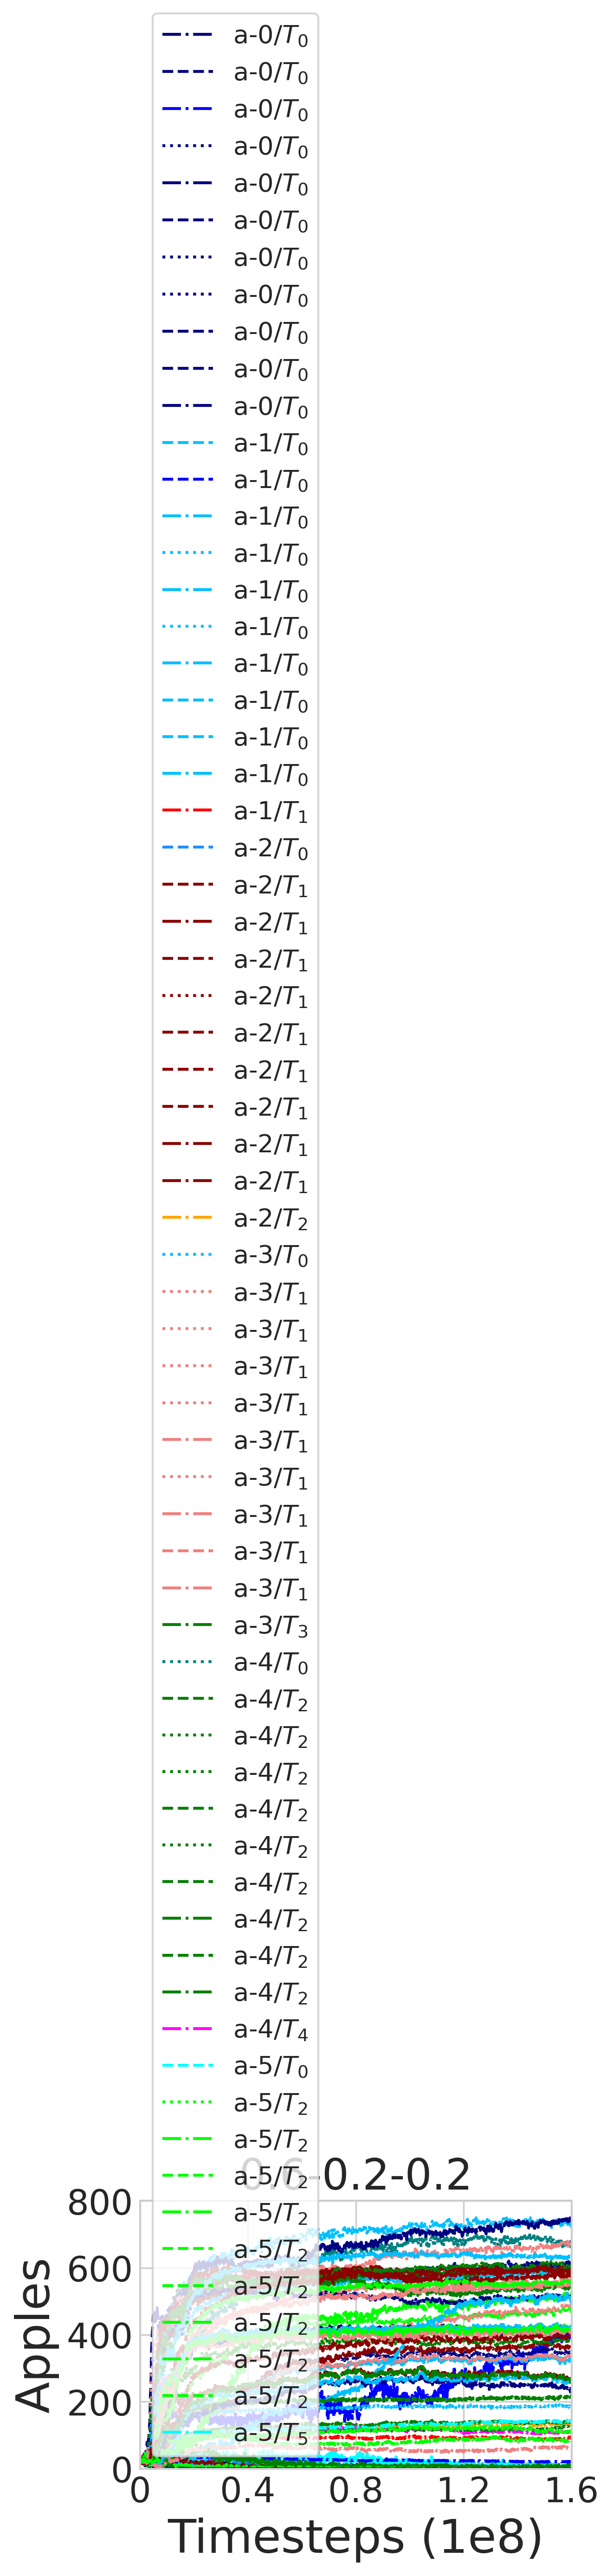 a-0/T₀
a-0/T₀
a-0/T₀
a-0/T₀
a-0/T₀
a-0/T₀
a-0/T₀
a-0/T₀
a-0/T₀
a-0/T₀
a-0/T₀
a-1/T₀
a-1/T₀
a-1/T₀
a-1/T₀
a-1/T₀
a-1/T₀
a-1/T₀
a-1/T₀
a-1/T₀
a-1/T₀
a-1/T₁
a-2/T₀
a-2/T₁
a-2/T₁
a-2/T₁
a-2/T₁
a-2/T₁
a-2/T₁
a-2/T₁
a-2/T₁
a-2/T₁
a-2/T₂
a-3/T₀
a-3/T₁
a-3/T₁
a-3/T₁
a-3/T₁
a-3/T₁
a-3/T₁
a-3/T₁
a-3/T₁
a-3/T₁
a-3/T₃
a-4/T₀
a-4/T₂
a-4/T₂
a-4/T₂
a-4/T₂
a-4/T₂
a-4/T₂
a-4/T₂
a-4/T₂
a-4/T₂
a-4/T₄
a-5/T₀
a-5/T₂
a-5/T₂
a-5/T₂
a-5/T₂
a-5/T₂
a-5/T₂
a-5/T₂
a-5/T₂
a-5/T₂
a-5/T₅
0.6-0.2-0.2
800
600
400
200
0
Apples
0 0.4 0.8 1.2 1.6
Timesteps (1e8)